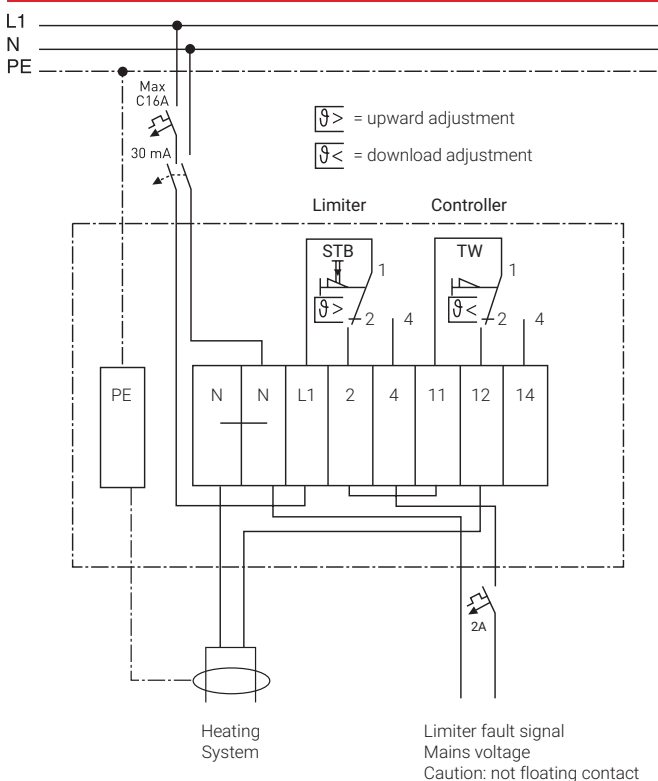 L1
N
PE
Max
C16A
30 mA
ϑ> = upward adjustment
ϑ< = download adjustment
Limiter Controller
STB TW
1 1
ϑ> ϑ<
2 4 2 4
PE N N L1 2 4 11 12 14
2A
Heating
System
Limiter fault signal
Mains voltage
Caution: not floating contact